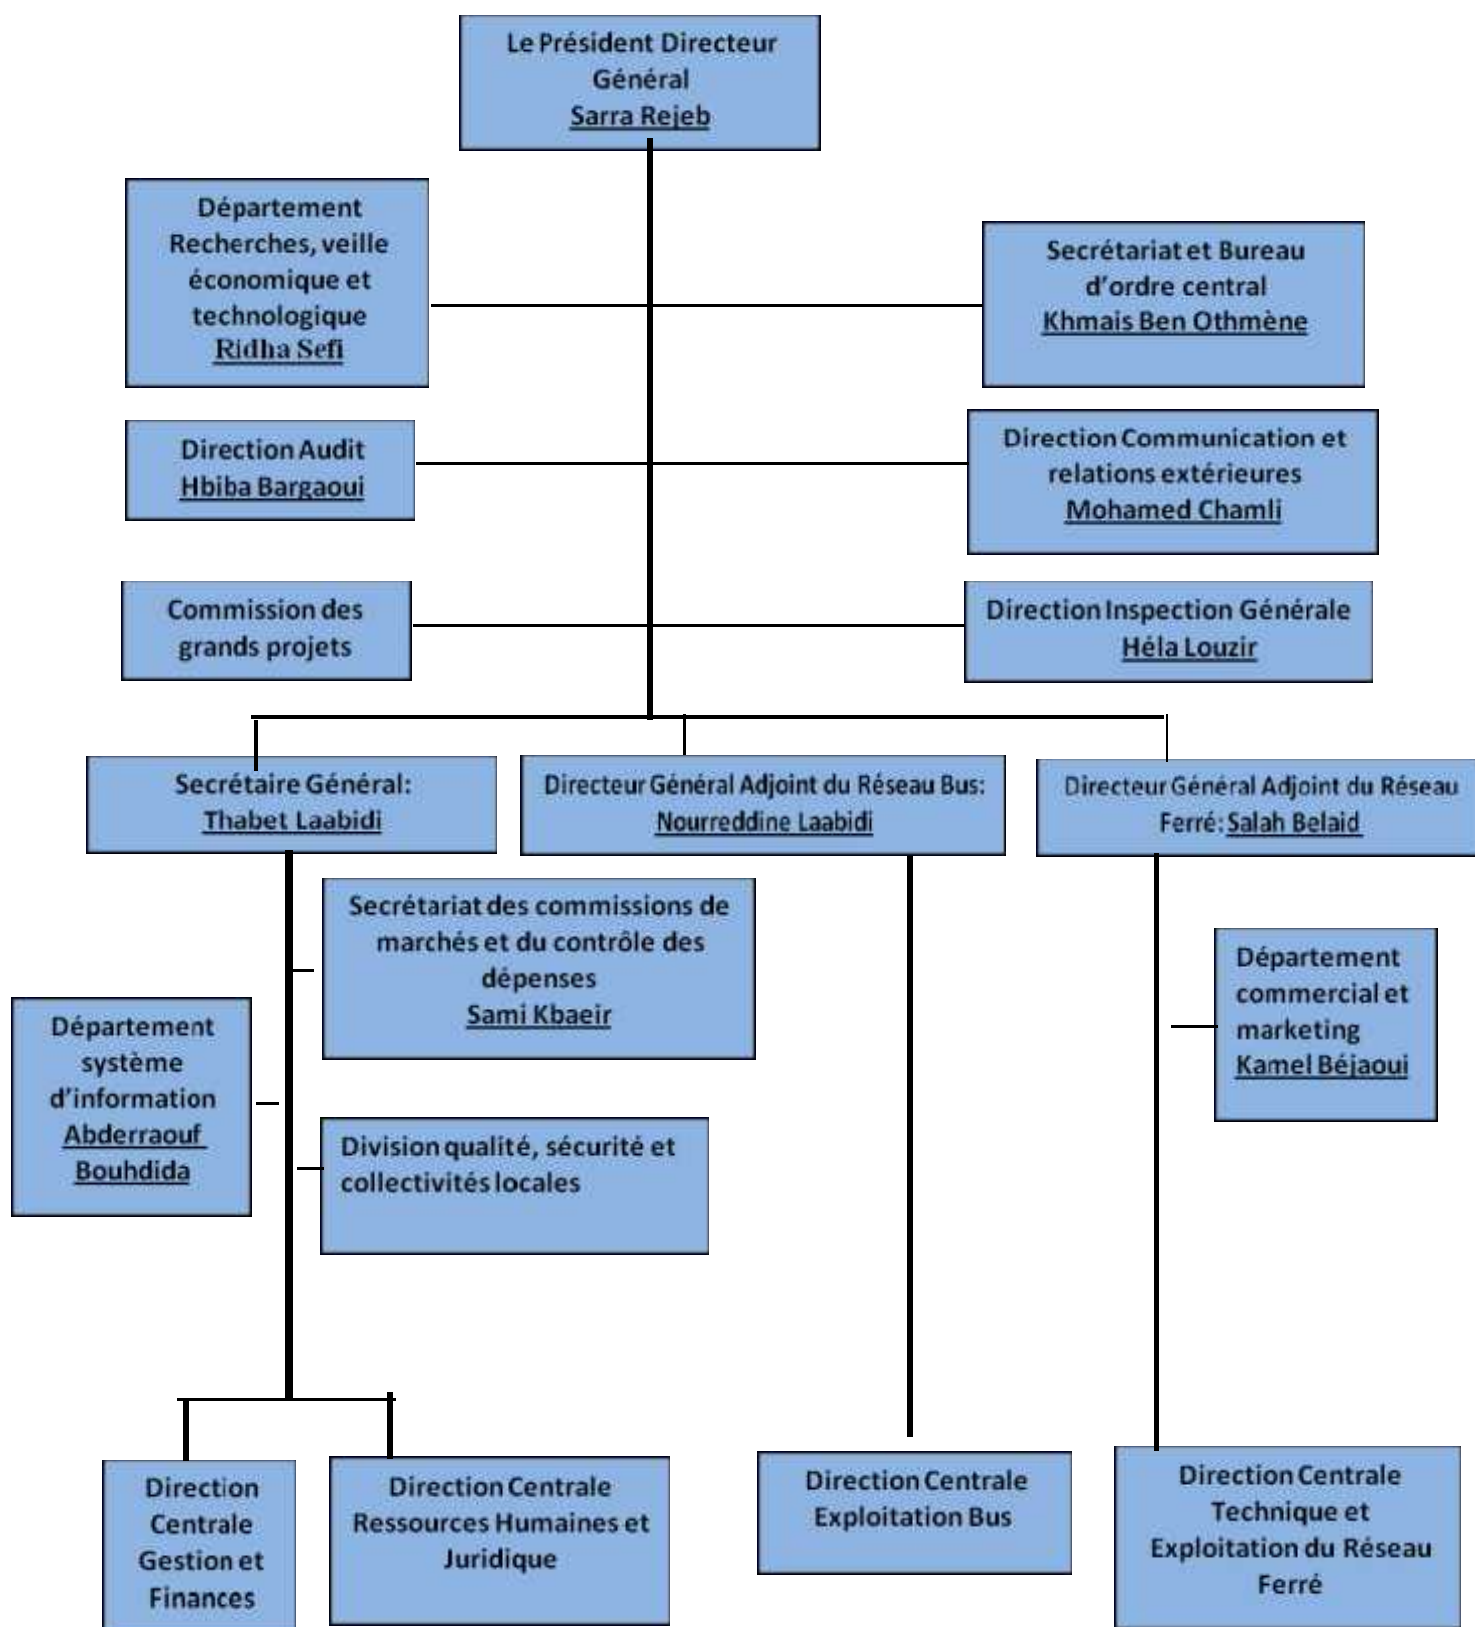 Le Président Directeur
Général
Sarra Rejeb
Département
Recherches, veille
économique et
technologique
Ridha Sefi
Secrétariat et Bureau
d’ordre central
Khmais Ben Othmène
Direction Audit
Hbiba Bargaoui
Direction Communication et
relations extérieures
Mohamed Chamli
Commission des
grands projets
Direction Inspection Générale
Héla Louzir
Secrétaire Général:
Thabet Laabidi
Directeur Général Adjoint du Réseau Bus:
Nourreddine Laabidi
Directeur Général Adjoint du Réseau
Ferré: Salah Belaid
Secrétariat des commissions de
marchés et du contrôle des
dépenses
Sami Kbaeir
Département
commercial et
marketing
Kamel Béjaoui
Département
système
d’information
Abderraouf
Bouhdida
Division qualité, sécurité et
collectivités locales
Direction
Centrale
Gestion et
Finances
Direction Centrale
Ressources Humaines et
Juridique
Direction Centrale
Exploitation Bus
Direction Centrale
Technique et
Exploitation du Réseau
Ferré